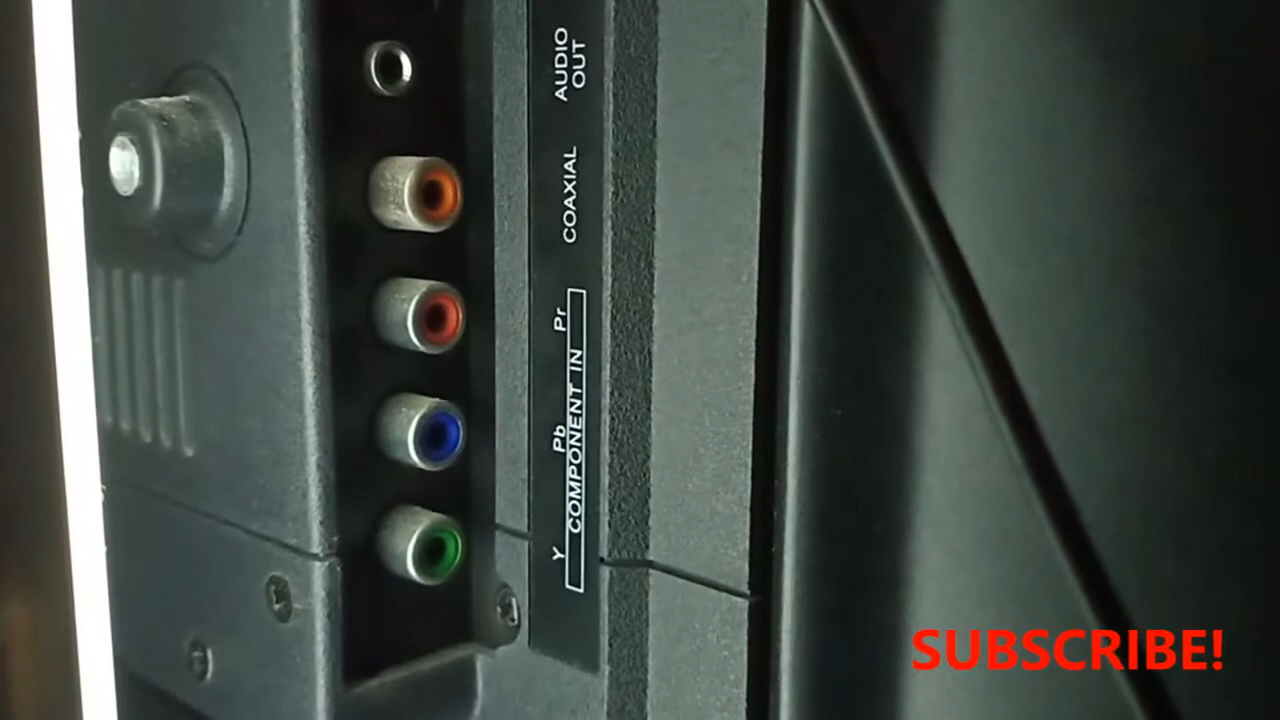 AUDIO
OUT
COAXIAL
Pr
Pb
Y
COMPONENT IN
SUBSCRIBE!